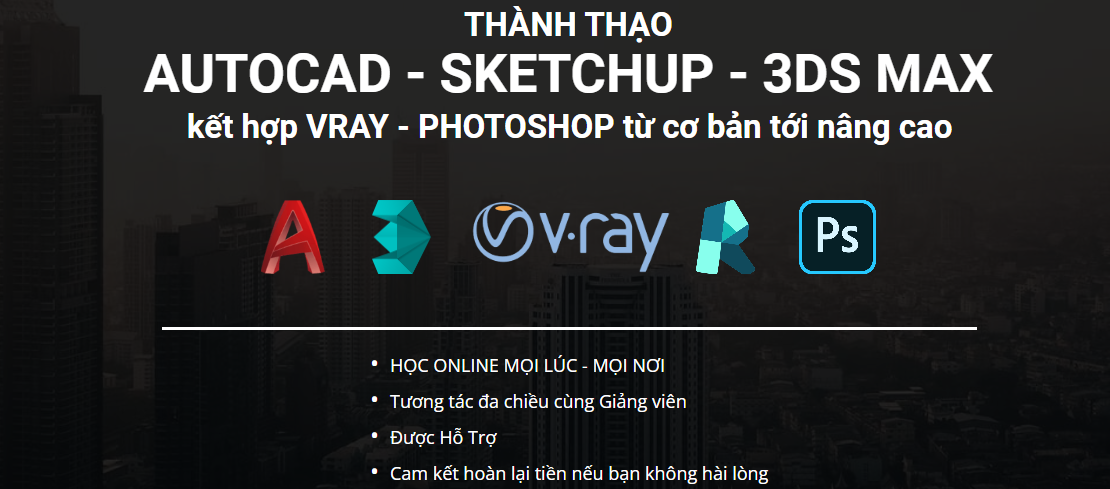 THÀNH THẠO
AUTOCAD - SKETCHUP - 3DS MAX
kết hợp VRAY - PHOTOSHOP từ cơ bản tới nâng cao
A 3 v·ray R Ps
• HỌC ONLINE MỌI LÚC - MỌI NƠI
• Tương tác đa chiều cùng Giảng viên
• Được Hỗ Trợ
• Cam kết hoàn lại tiền nếu bạn không hài lòng